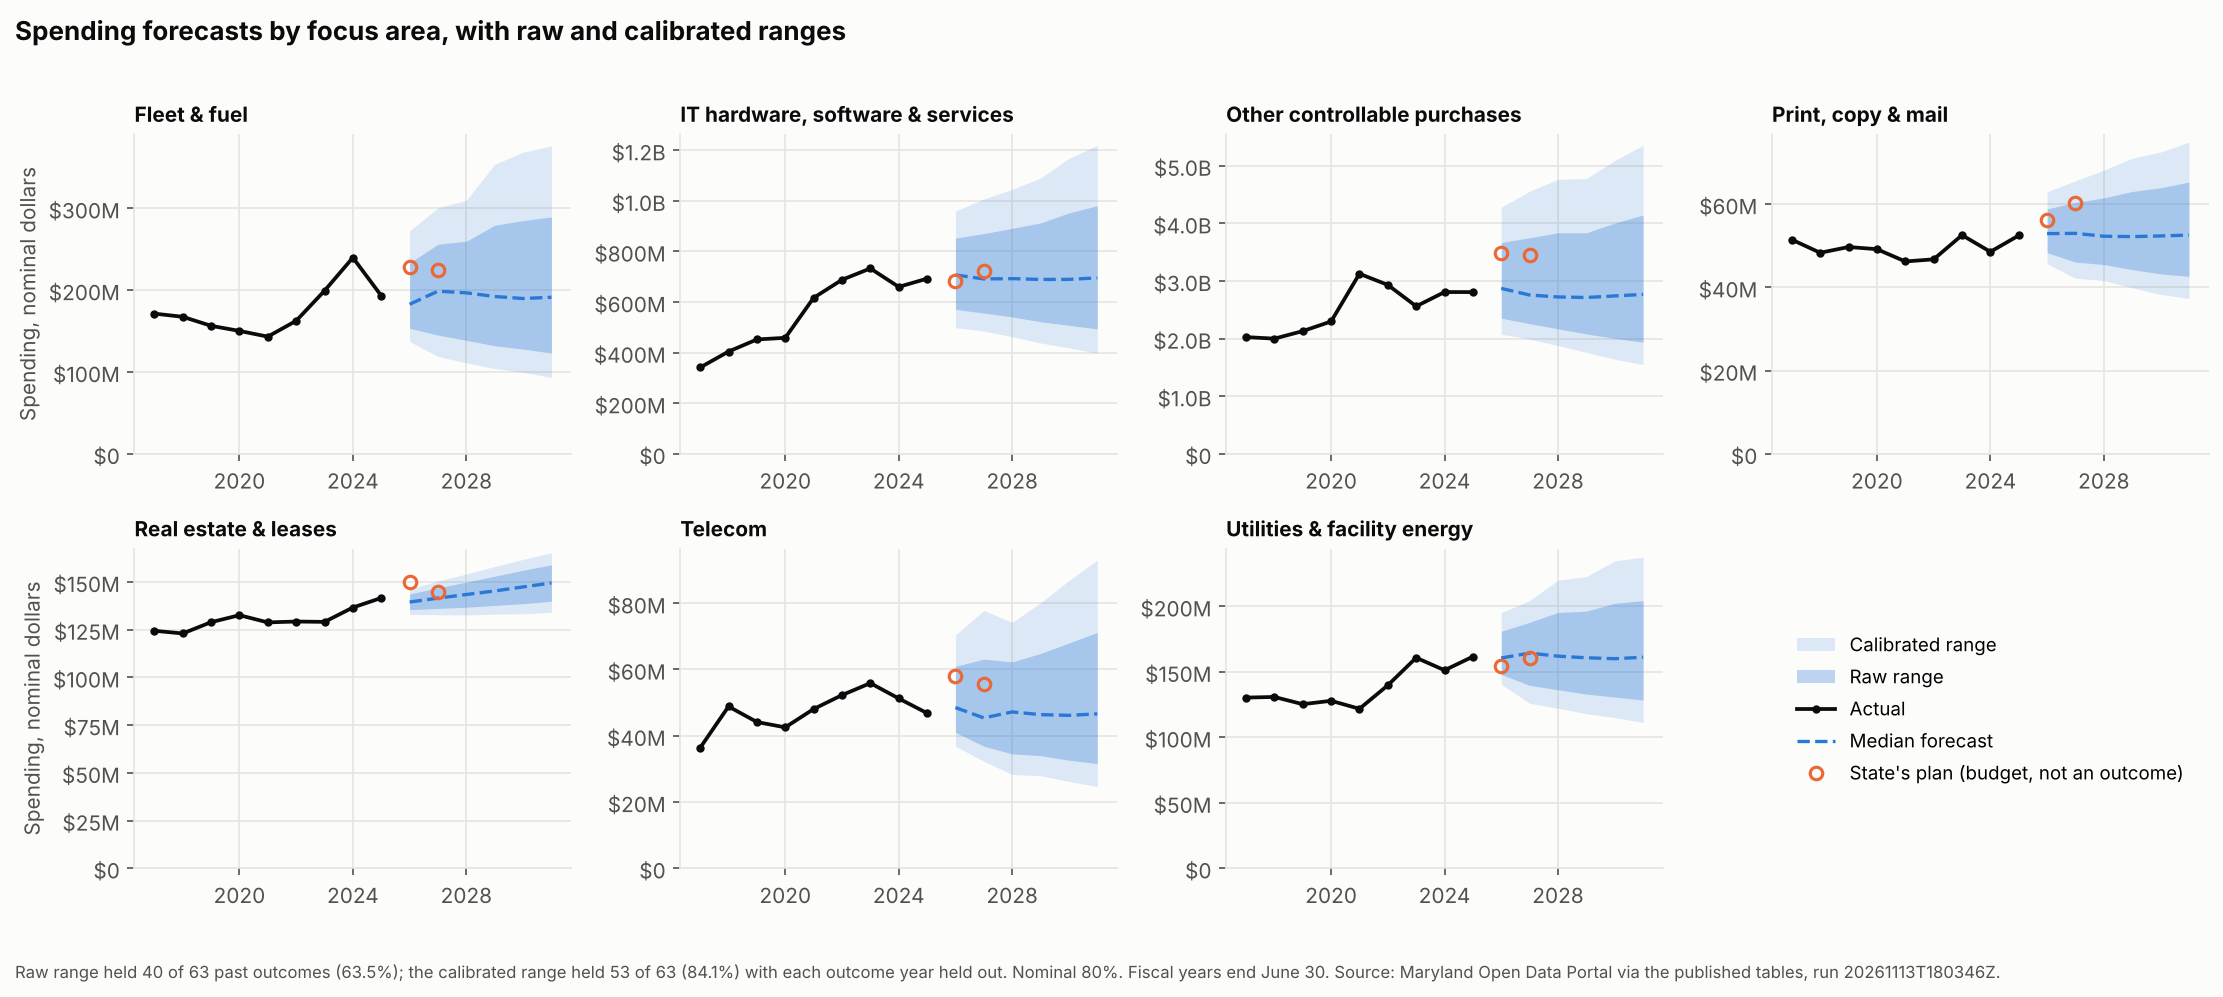 Spending forecasts by focus area, with raw and calibrated ranges
Fleet & fuel
IT hardware, software & services
Other controllable purchases
Print, copy & mail
Spending, nominal dollars
$300M
$200M
$100M
$0
2020
2024
2028
$1.2B
$1.0B
$800M
$600M
$400M
$200M
$0
2020
2024
2028
$5.0B
$4.0B
$3.0B
$2.0B
$1.0B
$0
2020
2024
2028
$60M
$40M
$20M
$0
2020
2024
2028
Real estate & leases
Telecom
Utilities & facility energy
Spending, nominal dollars
$150M
$125M
$100M
$75M
$50M
$25M
$0
2020
2024
2028
$80M
$60M
$40M
$20M
$0
2020
2024
2028
$200M
$150M
$100M
$50M
$0
2020
2024
2028
Calibrated range
Raw range
Actual
Median forecast
State's plan (budget, not an outcome)
Raw range held 40 of 63 past outcomes (63.5%); the calibrated range held 53 of 63 (84.1%) with each outcome year held out. Nominal 80%. Fiscal years end June 30. Source: Maryland Open Data Portal via the published tables, run 20261113T180346Z.